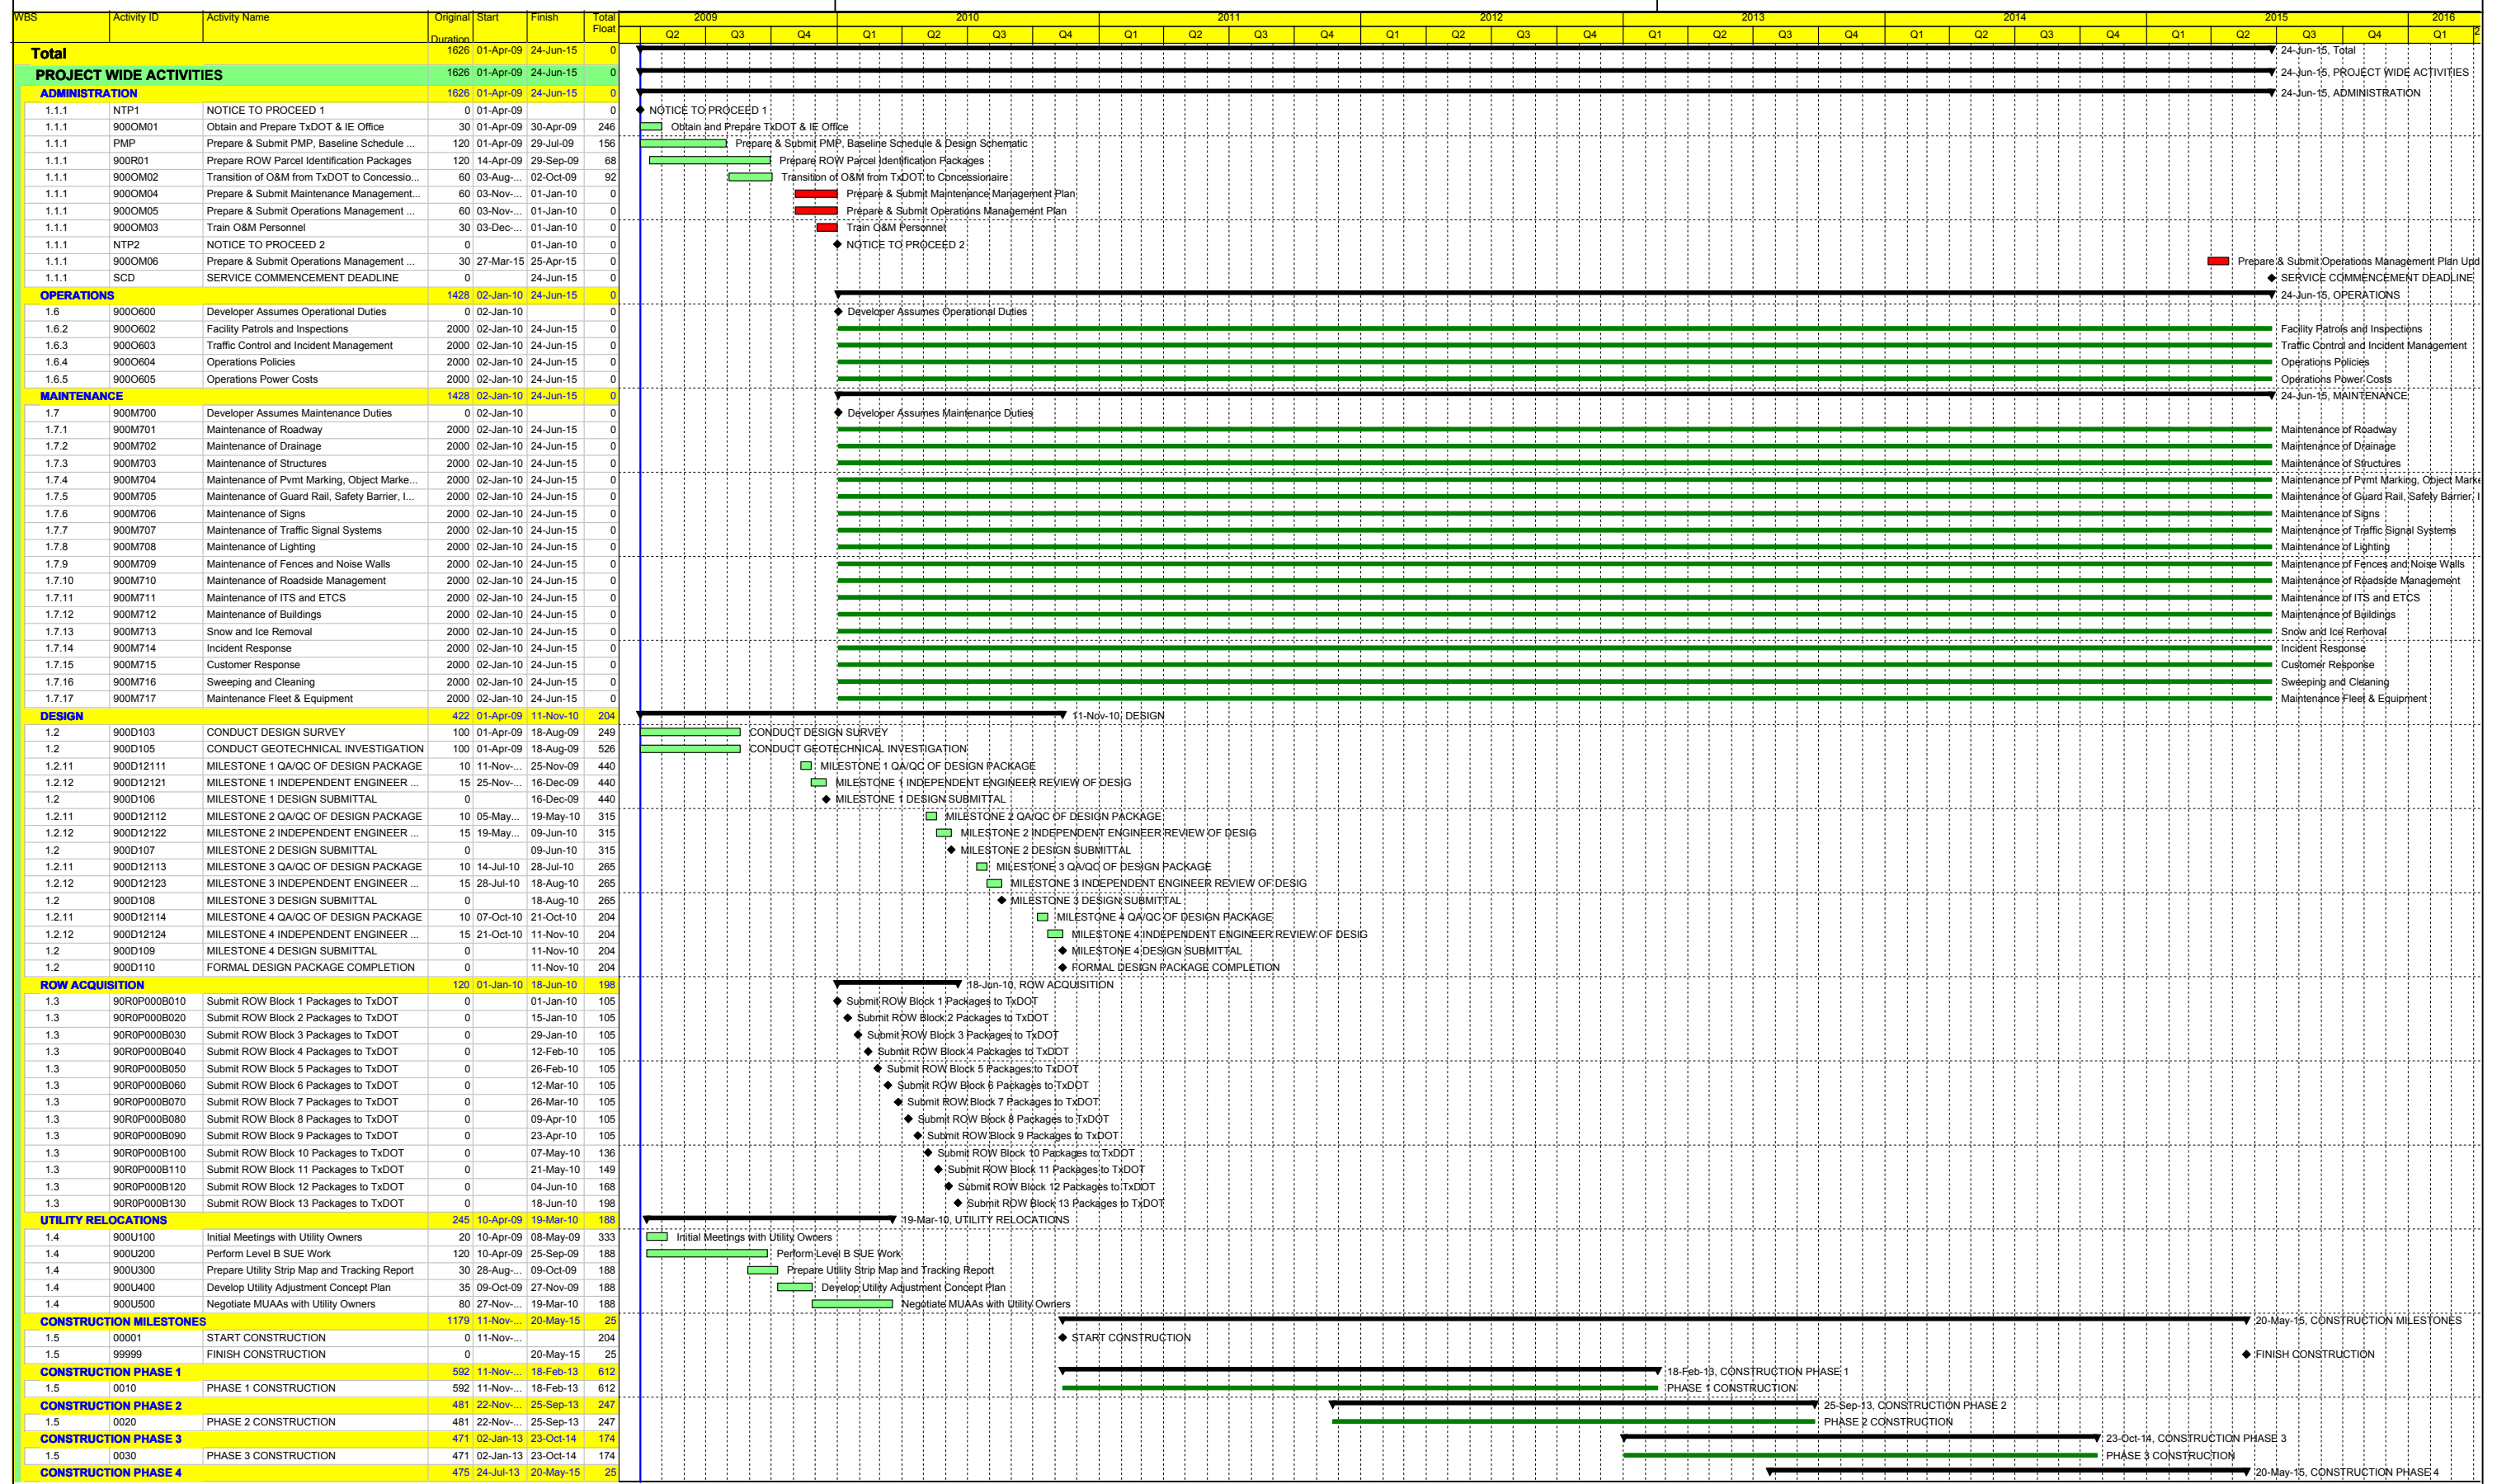 WBS Activity ID Activity Name Original Duration Start Finish Total Float 2009 2010 2011 2012 2013 2014 2015 2016
Q2 Q3 Q4 Q1 Q2 Q3 Q4 Q1 Q2 Q3 Q4 Q1 Q2 Q3 Q4 Q1 Q2 Q3 Q4 Q1 Q2 Q3 Q4 Q1 Q2 Q3 Q4 Q1 2
Total 1626 01-Apr-09 24-Jun-15 0 24-Jun-15, Total
PROJECT WIDE ACTIVITIES 1626 01-Apr-09 24-Jun-15 0 24-Jun-15, PROJECT WIDE ACTIVITIES
ADMINISTRATION 1626 01-Apr-09 24-Jun-15 0 24-Jun-15, ADMINISTRATION
1.1.1 NTP1 NOTICE TO PROCEED 1 0 01-Apr-09 0 NOTICE TO PROCEED 1
1.1.1 900OM01 Obtain and Prepare TxDOT & IE Office 30 01-Apr-09 30-Apr-09 246 Obtain and Prepare TxDOT & IE Office
1.1.1 PMP Prepare & Submit PMP, Baseline Schedule ... 120 01-Apr-09 29-Jul-09 156 Prepare & Submit PMP, Baseline Schedule & Design Schematic
1.1.1 900R01 Prepare ROW Parcel Identification Packages 120 14-Apr-09 29-Sep-09 68 Prepare ROW Parcel Identification Packages
1.1.1 900OM02 Transition of O&M from TxDOT to Concessio... 60 03-Aug-... 02-Oct-09 92 Transition of O&M from TxDOT to Concessionaire
1.1.1 900OM04 Prepare & Submit Maintenance Management... 60 03-Nov-... 01-Jan-10 0 Prepare & Submit Maintenance Management Plan
1.1.1 900OM05 Prepare & Submit Operations Management ... 60 03-Nov-... 01-Jan-10 0 Prepare & Submit Operations Management Plan
1.1.1 900OM03 Train O&M Personnel 30 03-Dec-... 01-Jan-10 0 Train O&M Personnel
1.1.1 NTP2 NOTICE TO PROCEED 2 0 01-Jan-10 0 NOTICE TO PROCEED 2
1.1.1 900OM06 Prepare & Submit Operations Management ... 30 27-Mar-15 25-Apr-15 0 Prepare & Submit Operations Management Plan Upd
1.1.1 SCD SERVICE COMMENCEMENT DEADLINE 0 24-Jun-15 0 SERVICE COMMENCEMENT DEADLINE
OPERATIONS 1428 02-Jan-10 24-Jun-15 0 24-Jun-15, OPERATIONS
1.6 900O600 Developer Assumes Operational Duties 0 02-Jan-10 0 Developer Assumes Operational Duties
1.6.2 900O602 Facility Patrols and Inspections 2000 02-Jan-10 24-Jun-15 0 Facility Patrols and Inspections
1.6.3 900O603 Traffic Control and Incident Management 2000 02-Jan-10 24-Jun-15 0 Traffic Control and Incident Management
1.6.4 900O604 Operations Policies 2000 02-Jan-10 24-Jun-15 0 Operations Policies
1.6.5 900O605 Operations Power Costs 2000 02-Jan-10 24-Jun-15 0 Operations Power Costs
MAINTENANCE 1428 02-Jan-10 24-Jun-15 0 24-Jun-15, MAINTENANCE
1.7 900M700 Developer Assumes Maintenance Duties 0 02-Jan-10 0 Developer Assumes Maintenance Duties
1.7.1 900M701 Maintenance of Roadway 2000 02-Jan-10 24-Jun-15 0 Maintenance of Roadway
1.7.2 900M702 Maintenance of Drainage 2000 02-Jan-10 24-Jun-15 0 Maintenance of Drainage
1.7.3 900M703 Maintenance of Structures 2000 02-Jan-10 24-Jun-15 0 Maintenance of Structures
1.7.4 900M704 Maintenance of Pvmt Marking, Object Marke... 2000 02-Jan-10 24-Jun-15 0 Maintenance of Pvmt Marking, Object Marke
1.7.5 900M705 Maintenance of Guard Rail, Safety Barrier, I... 2000 02-Jan-10 24-Jun-15 0 Maintenance of Guard Rail, Safety Barrier, I
1.7.6 900M706 Maintenance of Signs 2000 02-Jan-10 24-Jun-15 0 Maintenance of Signs
1.7.7 900M707 Maintenance of Traffic Signal Systems 2000 02-Jan-10 24-Jun-15 0 Maintenance of Traffic Signal Systems
1.7.8 900M708 Maintenance of Lighting 2000 02-Jan-10 24-Jun-15 0 Maintenance of Lighting
1.7.9 900M709 Maintenance of Fences and Noise Walls 2000 02-Jan-10 24-Jun-15 0 Maintenance of Fences and Noise Walls
1.7.10 900M710 Maintenance of Roadside Management 2000 02-Jan-10 24-Jun-15 0 Maintenance of Roadside Management
1.7.11 900M711 Maintenance of ITS and ETCS 2000 02-Jan-10 24-Jun-15 0 Maintenance of ITS and ETCS
1.7.12 900M712 Maintenance of Buildings 2000 02-Jan-10 24-Jun-15 0 Maintenance of Buildings
1.7.13 900M713 Snow and Ice Removal 2000 02-Jan-10 24-Jun-15 0 Snow and Ice Removal
1.7.14 900M714 Incident Response 2000 02-Jan-10 24-Jun-15 0 Incident Response
1.7.15 900M715 Customer Response 2000 02-Jan-10 24-Jun-15 0 Customer Response
1.7.16 900M716 Sweeping and Cleaning 2000 02-Jan-10 24-Jun-15 0 Sweeping and Cleaning
1.7.17 900M717 Maintenance Fleet & Equipment 2000 02-Jan-10 24-Jun-15 0 Maintenance Fleet & Equipment
DESIGN 422 01-Apr-09 11-Nov-10 204 11-Nov-10, DESIGN
1.2 900D103 CONDUCT DESIGN SURVEY 100 01-Apr-09 18-Aug-09 249 CONDUCT DESIGN SURVEY
1.2 900D105 CONDUCT GEOTECHNICAL INVESTIGATION 100 01-Apr-09 18-Aug-09 526 CONDUCT GEOTECHNICAL INVESTIGATION
1.2.11 900D12111 MILESTONE 1 QA/QC OF DESIGN PACKAGE 10 11-Nov-... 25-Nov-09 440 MILESTONE 1 QA/QC OF DESIGN PACKAGE
1.2.12 900D12121 MILESTONE 1 INDEPENDENT ENGINEER ... 15 25-Nov-... 16-Dec-09 440 MILESTONE 1 INDEPENDENT ENGINEER REVIEW OF DESIG
1.2 900D106 MILESTONE 1 DESIGN SUBMITTAL 0 16-Dec-09 440 MILESTONE 1 DESIGN SUBMITTAL
1.2.11 900D12112 MILESTONE 2 QA/QC OF DESIGN PACKAGE 10 05-May... 19-May-10 315 MILESTONE 2 QA/QC OF DESIGN PACKAGE
1.2.12 900D12122 MILESTONE 2 INDEPENDENT ENGINEER ... 15 19-May... 09-Jun-10 315 MILESTONE 2 INDEPENDENT ENGINEER REVIEW OF DESIG
1.2 900D107 MILESTONE 2 DESIGN SUBMITTAL 0 09-Jun-10 315 MILESTONE 2 DESIGN SUBMITTAL
1.2.11 900D12113 MILESTONE 3 QA/QC OF DESIGN PACKAGE 10 14-Jul-10 28-Jul-10 265 MILESTONE 3 QA/QC OF DESIGN PACKAGE
1.2.12 900D12123 MILESTONE 3 INDEPENDENT ENGINEER ... 15 28-Jul-10 18-Aug-10 265 MILESTONE 3 INDEPENDENT ENGINEER REVIEW OF DESIG
1.2 900D108 MILESTONE 3 DESIGN SUBMITTAL 0 18-Aug-10 265 MILESTONE 3 DESIGN SUBMITTAL
1.2.11 900D12114 MILESTONE 4 QA/QC OF DESIGN PACKAGE 10 07-Oct-10 21-Oct-10 204 MILESTONE 4 QA/QC OF DESIGN PACKAGE
1.2.12 900D12124 MILESTONE 4 INDEPENDENT ENGINEER ... 15 21-Oct-10 11-Nov-10 204 MILESTONE 4 INDEPENDENT ENGINEER REVIEW OF DESIG
1.2 900D109 MILESTONE 4 DESIGN SUBMITTAL 0 11-Nov-10 204 MILESTONE 4 DESIGN SUBMITTAL
1.2 900D110 FORMAL DESIGN PACKAGE COMPLETION 0 11-Nov-10 204 FORMAL DESIGN PACKAGE COMPLETION
ROW ACQUISITION 120 01-Jan-10 18-Jun-10 198 18-Jun-10, ROW ACQUISITION
1.3 90R0P000B010 Submit ROW Block 1 Packages to TxDOT 0 01-Jan-10 105 Submit ROW Block 1 Packages to TxDOT
1.3 90R0P000B020 Submit ROW Block 2 Packages to TxDOT 0 15-Jan-10 105 Submit ROW Block 2 Packages to TxDOT
1.3 90R0P000B030 Submit ROW Block 3 Packages to TxDOT 0 29-Jan-10 105 Submit ROW Block 3 Packages to TxDOT
1.3 90R0P000B040 Submit ROW Block 4 Packages to TxDOT 0 12-Feb-10 105 Submit ROW Block 4 Packages to TxDOT
1.3 90R0P000B050 Submit ROW Block 5 Packages to TxDOT 0 26-Feb-10 105 Submit ROW Block 5 Packages to TxDOT
1.3 90R0P000B060 Submit ROW Block 6 Packages to TxDOT 0 12-Mar-10 105 Submit ROW Block 6 Packages to TxDOT
1.3 90R0P000B070 Submit ROW Block 7 Packages to TxDOT 0 26-Mar-10 105 Submit ROW Block 7 Packages to TxDOT
1.3 90R0P000B080 Submit ROW Block 8 Packages to TxDOT 0 09-Apr-10 105 Submit ROW Block 8 Packages to TxDOT
1.3 90R0P000B090 Submit ROW Block 9 Packages to TxDOT 0 23-Apr-10 105 Submit ROW Block 9 Packages to TxDOT
1.3 90R0P000B100 Submit ROW Block 10 Packages to TxDOT 0 07-May-10 136 Submit ROW Block 10 Packages to TxDOT
1.3 90R0P000B110 Submit ROW Block 11 Packages to TxDOT 0 21-May-10 149 Submit ROW Block 11 Packages to TxDOT
1.3 90R0P000B120 Submit ROW Block 12 Packages to TxDOT 0 04-Jun-10 168 Submit ROW Block 12 Packages to TxDOT
1.3 90R0P000B130 Submit ROW Block 13 Packages to TxDOT 0 18-Jun-10 198 Submit ROW Block 13 Packages to TxDOT
UTILITY RELOCATIONS 245 10-Apr-09 19-Mar-10 188 19-Mar-10, UTILITY RELOCATIONS
1.4 900U100 Initial Meetings with Utility Owners 20 10-Apr-09 08-May-09 333 Initial Meetings with Utility Owners
1.4 900U200 Perform Level B SUE Work 120 10-Apr-09 25-Sep-09 188 Perform Level B SUE Work
1.4 900U300 Prepare Utility Strip Map and Tracking Report 30 28-Aug-... 09-Oct-09 188 Prepare Utility Strip Map and Tracking Report
1.4 900U400 Develop Utility Adjustment Concept Plan 35 09-Oct-09 27-Nov-09 188 Develop Utility Adjustment Concept Plan
1.4 900U500 Negotiate MUAAs with Utility Owners 80 27-Nov-... 19-Mar-10 188 Negotiate MUAAs with Utility Owners
CONSTRUCTION MILESTONES 1179 11-Nov-... 20-May-15 25 20-May-15, CONSTRUCTION MILESTONES
1.5 00001 START CONSTRUCTION 0 11-Nov-... 204 START CONSTRUCTION
1.5 99999 FINISH CONSTRUCTION 0 20-May-15 25 FINISH CONSTRUCTION
CONSTRUCTION PHASE 1 592 11-Nov-... 18-Feb-13 612 18-Feb-13, CONSTRUCTION PHASE 1
1.5 0010 PHASE 1 CONSTRUCTION 592 11-Nov-... 18-Feb-13 612 PHASE 1 CONSTRUCTION
CONSTRUCTION PHASE 2 481 22-Nov-... 25-Sep-13 247 25-Sep-13, CONSTRUCTION PHASE 2
1.5 0020 PHASE 2 CONSTRUCTION 481 22-Nov-... 25-Sep-13 247 PHASE 2 CONSTRUCTION
CONSTRUCTION PHASE 3 471 02-Jan-13 23-Oct-14 174 23-Oct-14, CONSTRUCTION PHASE 3
1.5 0030 PHASE 3 CONSTRUCTION 471 02-Jan-13 23-Oct-14 174 PHASE 3 CONSTRUCTION
CONSTRUCTION PHASE 4 475 24-Jul-13 20-May-15 25 20-May-15, CONSTRUCTION PHASE 4